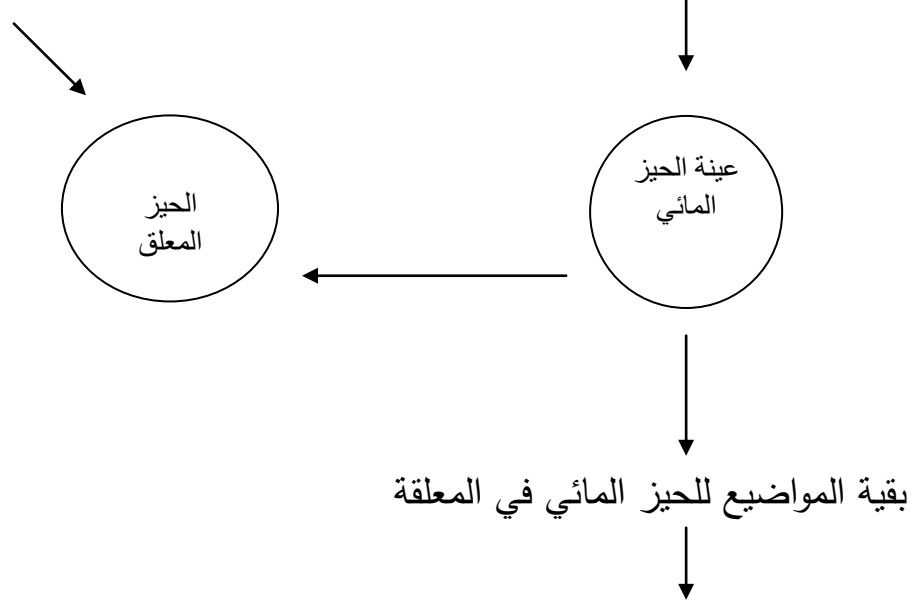 عينة الحيز
المائي
الحيز
المعلق
بقية المواضيع للحيز المائي في المعلقة